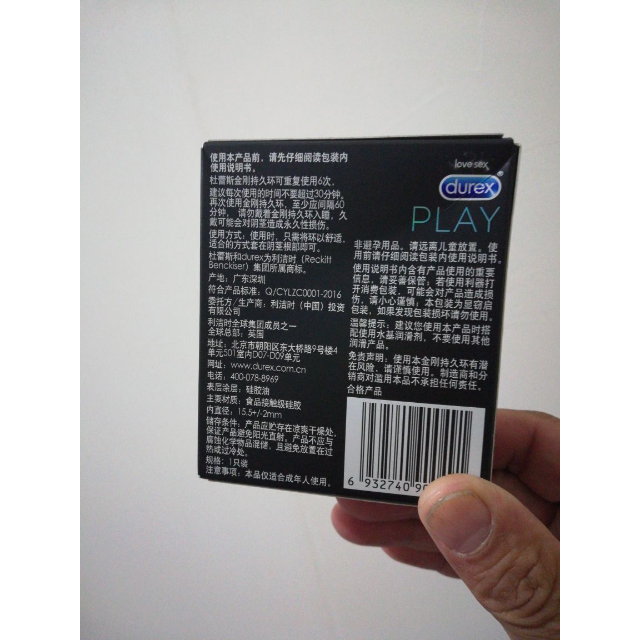 使用本产品前，请先仔细阅读包装内
使用说明书。
杜蕾斯金刚持久环可重复使用6次。
建议每次使用的时间不要超过30分钟。
再次使用金刚持久环，至少应间隔60
分钟， 请勿戴着金刚持久环入睡，久
戴可能会对阴茎造成永久性损伤。
使用方式：使用时，只需将环以舒适、
适合的方式套在阴茎根部即可。
杜蕾斯和durex为利洁时（Reckitt
Benckiser）集团所属商标。
产地：广东深圳
符合产品标准：Q/CYLZC0001-2016
委托方/生产商：利洁时（中国）投资
有限公司
利洁时全球集团成员之一
全球总部：英国
地址：北京市朝阳区东大桥路9号楼4
单元501室内D07-D09单元
网址：www.durex.com.cn
电话：400-078-8969
表层涂层：硅胶油
主要材质：食品接触级硅胶
内直径：15.5+/-2mm
储存条件：产品应贮存在凉爽干燥处、
保证产品避免阳光直射。产品不应与
腐蚀化学物品混储，且避免放置在过
热或过冷处。
规格：1只装
注意事项：本品仅适合成年人使用。
love sex
durex
PLAY
非避孕用品。请远离儿童放置。使
用前请仔细阅读包装内使用说明书。
使用说明书内含有产品使用的重要
信息，请妥善保管；若使用利器打
开消费包装，可能会对产品造成损
伤，请小心谨慎；本包装为显窃启
包装，如果发现包装损坏请勿使用。
温馨提示：建议您使用本产品时搭
配使用水基润滑剂，不要使用其他
润滑产品。
免责声明：使用本金刚持久环有潜
在风险，请谨慎使用。制造商和分
销商对滥用本品不承担任何责任。
合格产品
6 932740 9